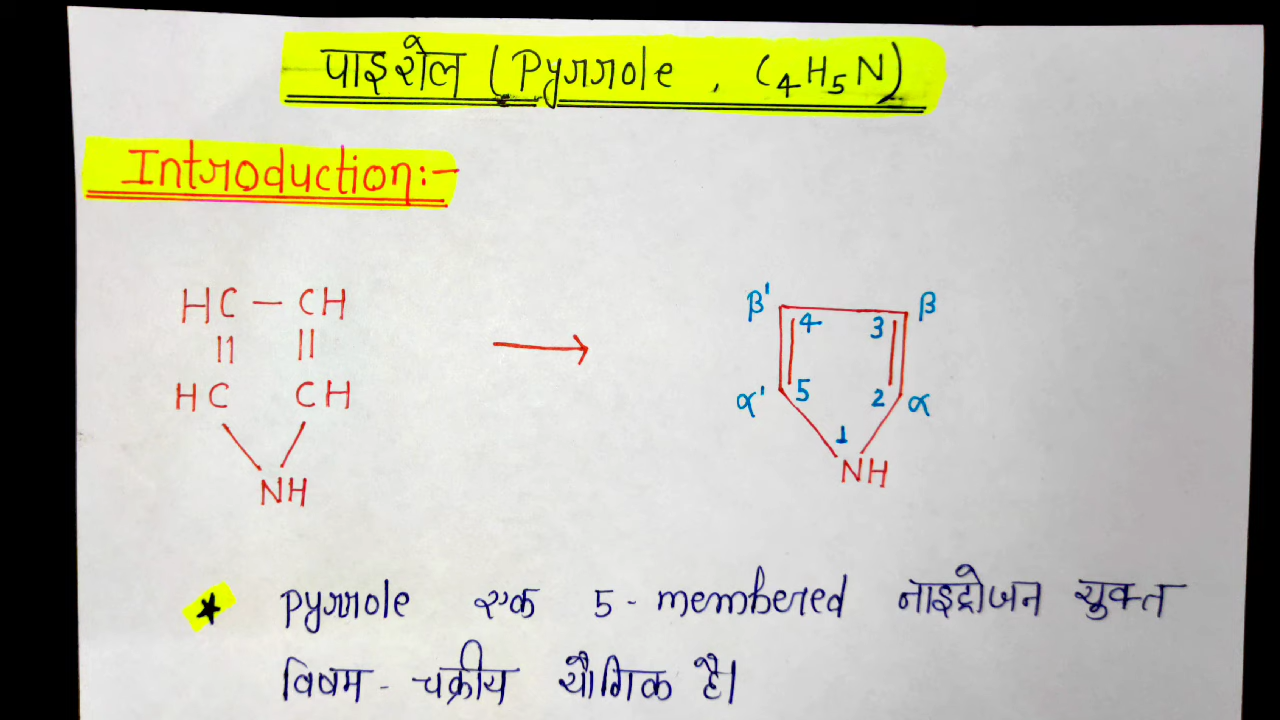 पाइरोल (Pyrrole , C₄H₅N)
Introduction:-
HC — CH
|| ||
HC CH
NH
β' 4 3 β
α' 5 2 α
1
NH
★ pyrrole एक 5 - membered नाइट्रोजन युक्त
विषम - चक्रीय यौगिक है।